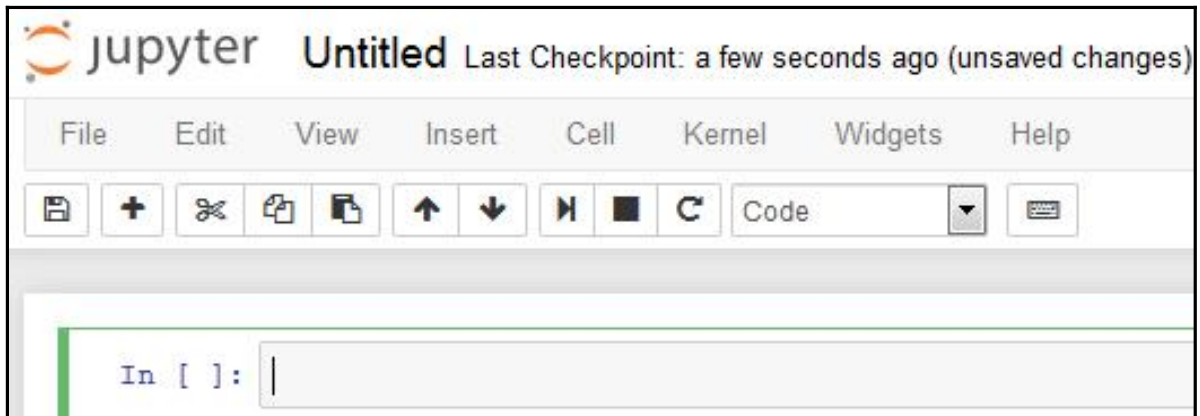 jupyter Untitled Last Checkpoint: a few seconds ago (unsaved changes)
File Edit View Insert Cell Kernel Widgets Help
Code
In [ ]: